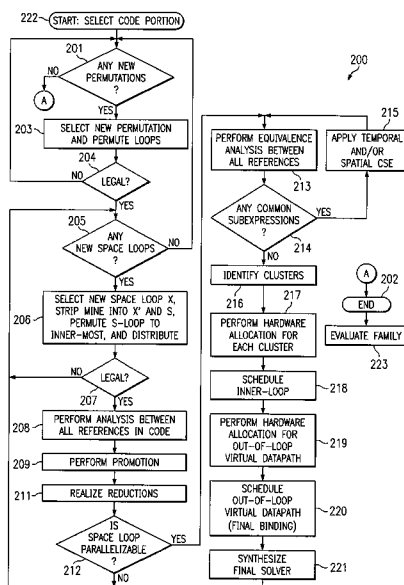 222
START: SELECT CODE PORTION
201
ANY NEW
PERMUTATIONS
?
NO
A
YES
203
SELECT NEW PERMUTATION
AND PERMUTE LOOPS
204
LEGAL?
NO
YES
205
ANY
NEW SPACE LOOPS
?
NO
YES
206
SELECT NEW SPACE LOOP X,
STRIP MINE INTO X' AND S,
PERMUTE S-LOOP TO
INNER-MOST, AND DISTRIBUTE
NO
LEGAL?
207
YES
208
PERFORM ANALYSIS BETWEEN
ALL REFERENCES IN CODE
209
PERFORM PROMOTION
211
REALIZE REDUCTIONS
IS
SPACE LOOP
PARALLELIZABLE
?
YES
212
NO
200
PERFORM EQUIVALENCE
ANALYSIS BETWEEN
ALL REFERENCES
213
215
APPLY TEMPORAL
AND/OR
SPATIAL CSE
ANY COMMON
SUBEXPRESSIONS
?
YES
214
NO
IDENTIFY CLUSTERS
216
217
PERFORM HARDWARE
ALLOCATION FOR
EACH CLUSTER
SCHEDULE
INNER-LOOP
218
PERFORM HARDWARE
ALLOCATION FOR
OUT-OF-LOOP
VIRTUAL DATAPATH
219
SCHEDULE
OUT-OF-LOOP
VIRTUAL DATAPATH
(FINAL BINDING)
220
SYNTHESIZE
FINAL SOLVER
221
A
202
END
EVALUATE FAMILY
223